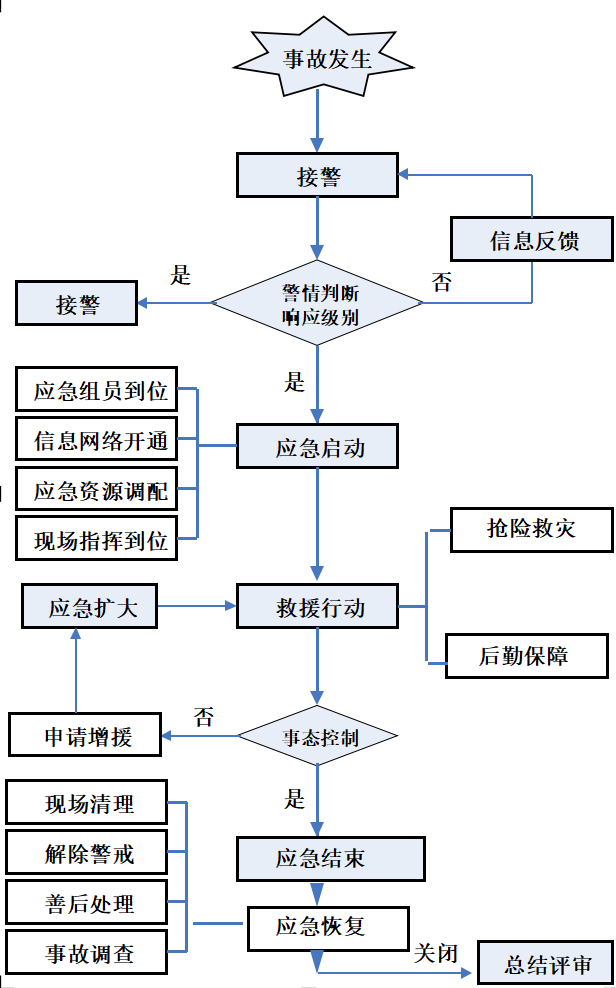 事故发生
接警
信息反馈
是
否
接警
警情判断
响应级别
是
应急组员到位
信息网络开通
应急启动
应急资源调配
现场指挥到位
抢险救灾
应急扩大
救援行动
后勤保障
否
申请增援
事态控制
是
现场清理
解除警戒
应急结束
善后处理
应急恢复
事故调查
关闭
总结评审